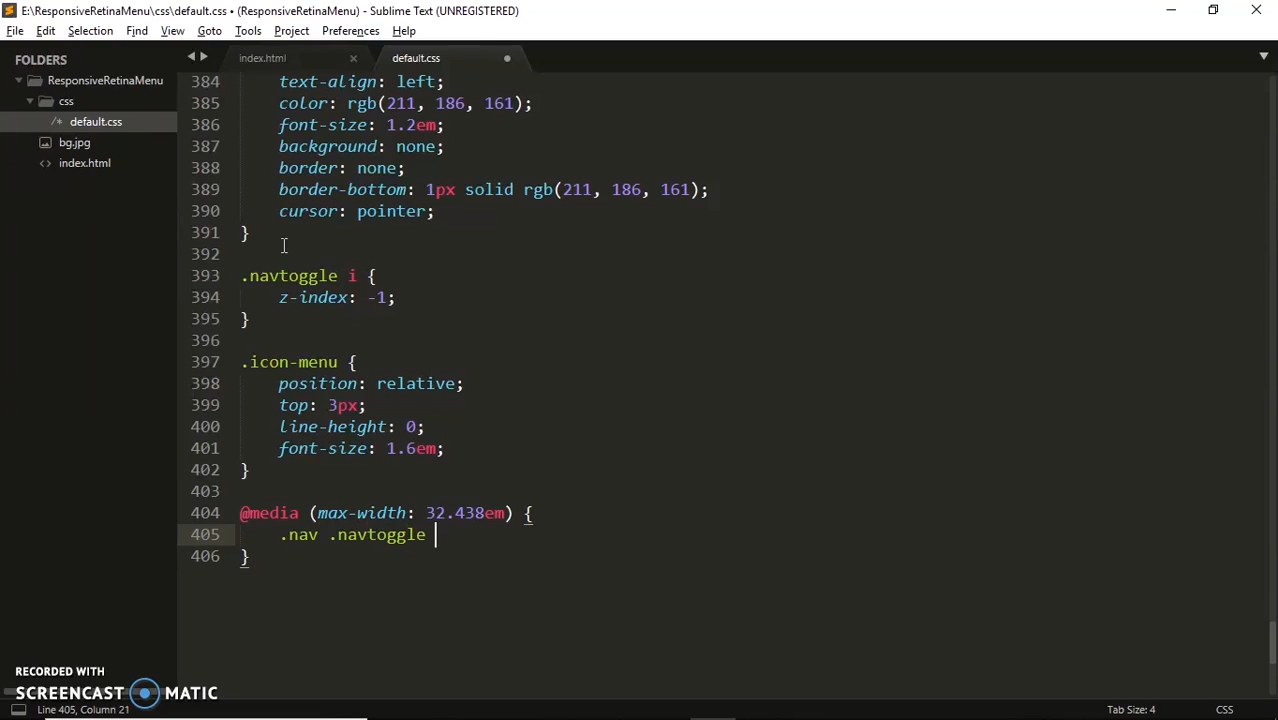 E:\ResponsiveRetinaMenu\css\default.css • (ResponsiveRetinaMenu) - Sublime Text (UNREGISTERED)
File Edit Selection Find View Goto Tools Project Preferences Help
FOLDERS
ResponsiveRetinaMenu
css
/* default.css
bg.jpg
<> index.html
index.html × default.css
384 text-align: left;
385 color: rgb(211, 186, 161);
386 font-size: 1.2em;
387 background: none;
388 border: none;
389 border-bottom: 1px solid rgb(211, 186, 161);
390 cursor: pointer;
391 }
392
393 .navtoggle i {
394 z-index: -1;
395 }
396
397 .icon-menu {
398 position: relative;
399 top: 3px;
400 line-height: 0;
401 font-size: 1.6em;
402 }
403
404 @media (max-width: 32.438em) {
405 .nav .navtoggle
406 }
RECORDED WITH
SCREENCAST MATIC
Line 405, Column 21
Tab Size: 4
CSS